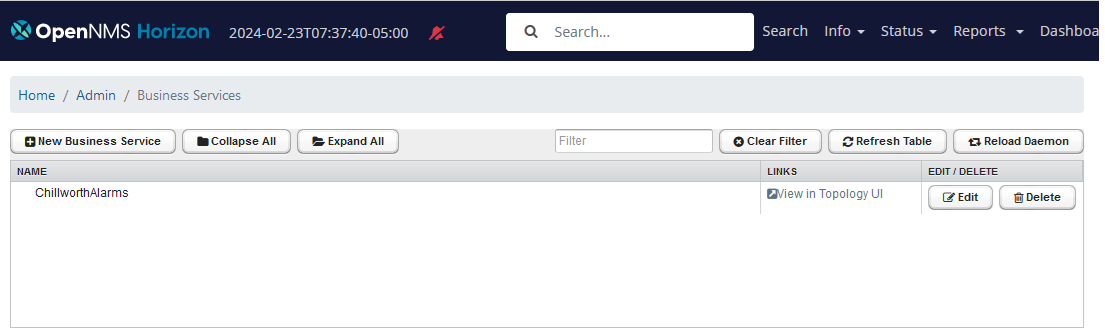 OpenNMS Horizon 2024-02-23T07:37:40-05:00 Search... Search Info Status Reports Dashboa
Home / Admin / Business Services
New Business Service Collapse All Expand All Filter Clear Filter Refresh Table Reload Daemon
NAME LINKS EDIT / DELETE
ChillworthAlarms View in Topology UI Edit Delete